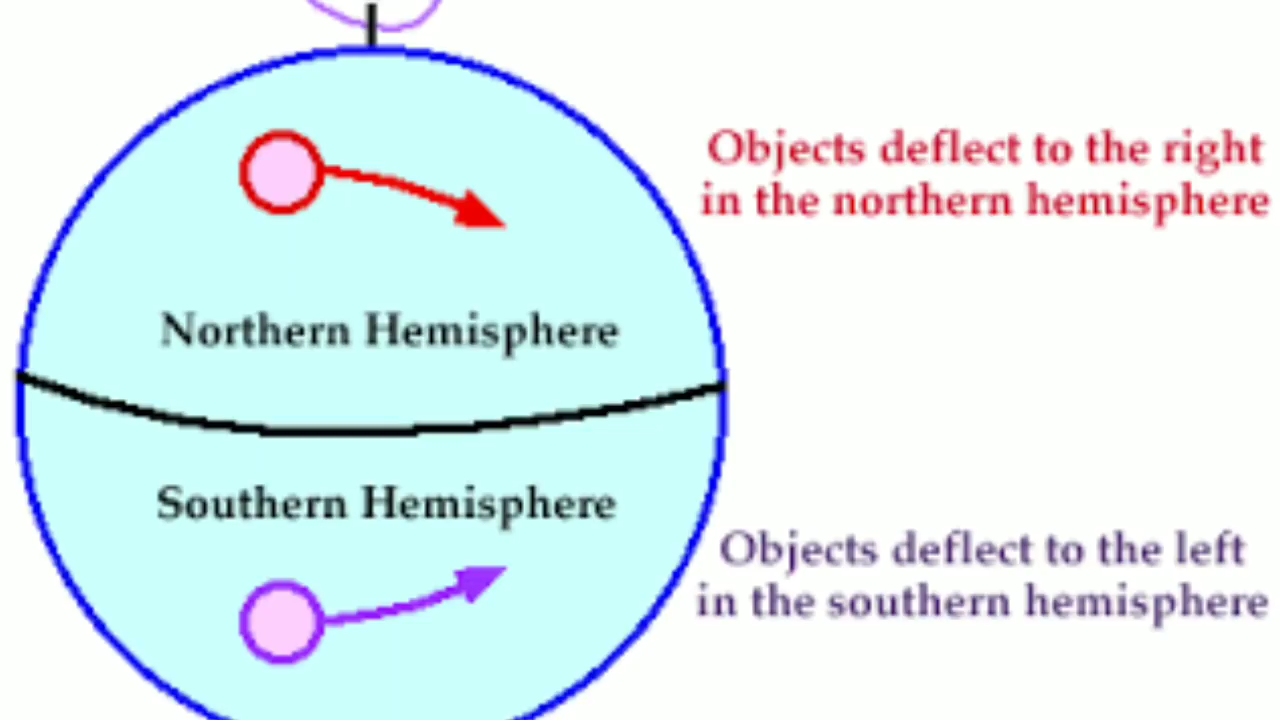 Objects deflect to the right
in the northern hemisphere
Northern Hemisphere
Southern Hemisphere
Objects deflect to the left
in the southern hemisphere